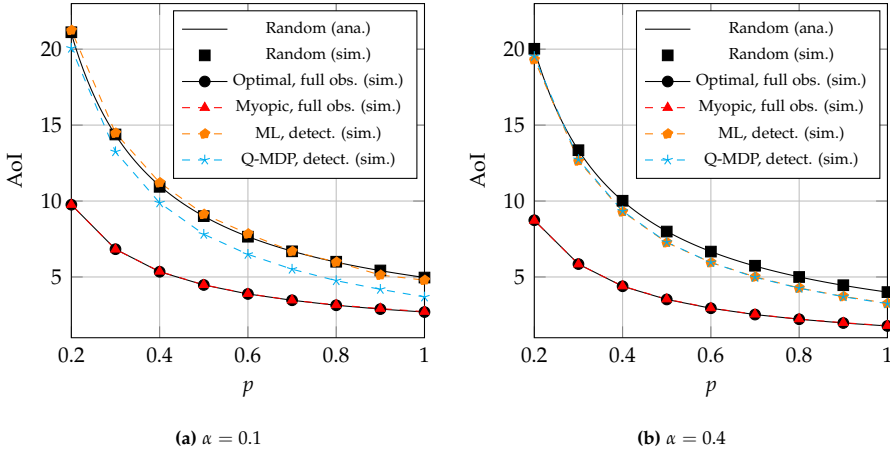 Random (ana.)
Random (sim.)
Optimal, full obs. (sim.)
Myopic, full obs. (sim.)
ML, detect. (sim.)
Q-MDP, detect. (sim.)
20
15
10
5
AoI
0.2 0.4 0.6 0.8 1
p
(a) α = 0.1
Random (ana.)
Random (sim.)
Optimal, full obs. (sim.)
Myopic, full obs. (sim.)
ML, detect. (sim.)
Q-MDP, detect. (sim.)
20
15
10
5
AoI
0.2 0.4 0.6 0.8 1
p
(b) α = 0.4